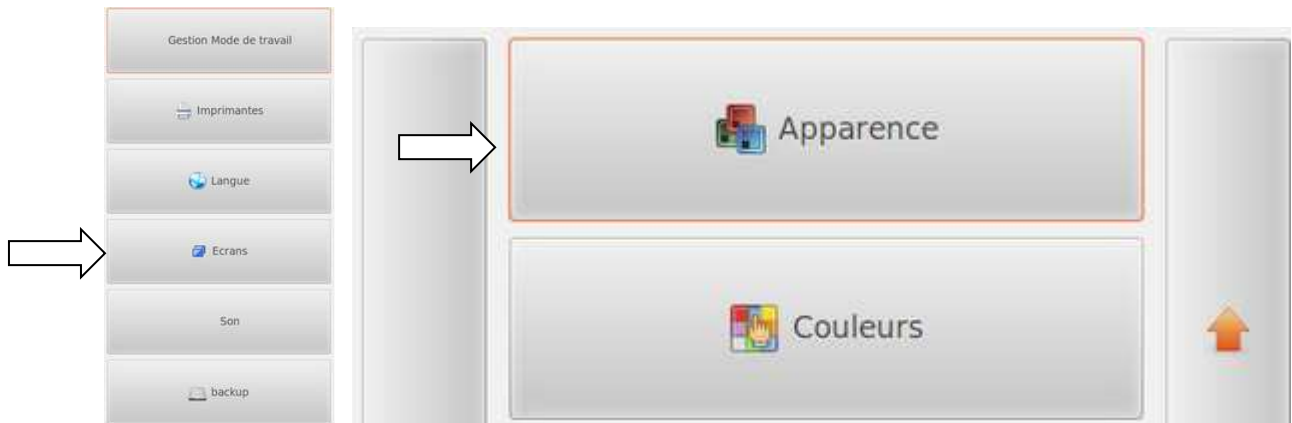 Gestion Mode de travail
Imprimantes
Langue
Ecrans
Son
backup
Apparence
Couleurs